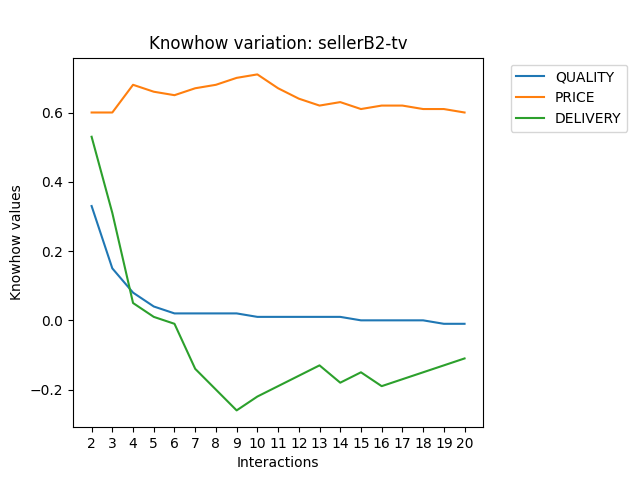 Knowhow variation: sellerB2-tv
QUALITY
PRICE
DELIVERY
Knowhow values
0.6
0.4
0.2
0.0
−0.2
2 3 4 5 6 7 8 9 10 11 12 13 14 15 16 17 18 19 20
Interactions